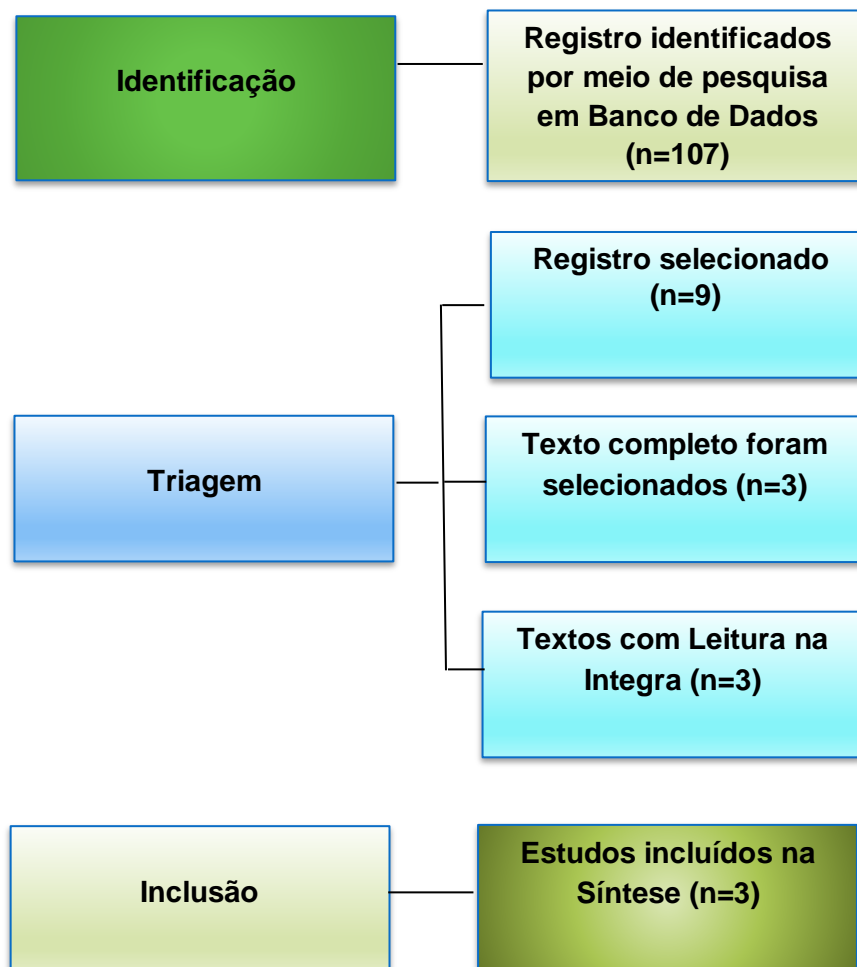 Identificação
Registro identificados
por meio de pesquisa
em Banco de Dados
(n=107)
Registro selecionado
(n=9)
Triagem
Texto completo foram
selecionados (n=3)
Textos com Leitura na
Integra (n=3)
Inclusão
Estudos incluídos na
Síntese (n=3)